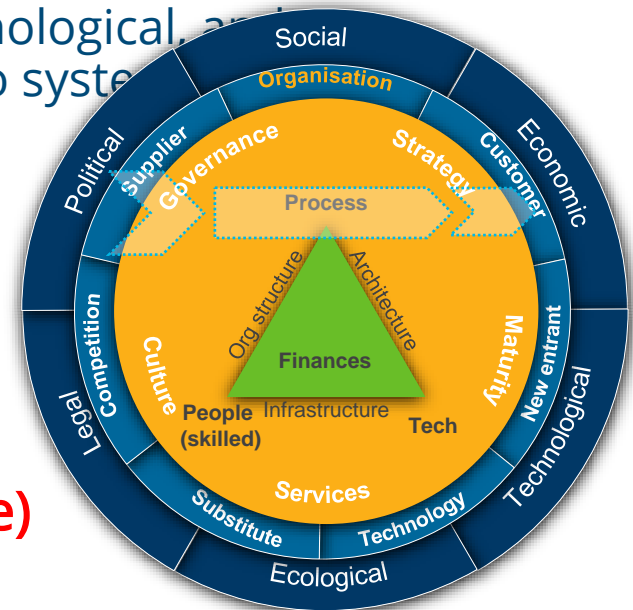 nological, and
o syste
Social
Organisation
Political
Supplier
Governance
Strategy
Customer
Economic
Process
Org structure
Architecture
Competition
Culture
Finances
Maturity
New entrant
Legal
People
(skilled)
Infrastructure
Tech
Technological
Services
Substitute
Technology
Ecological
e)